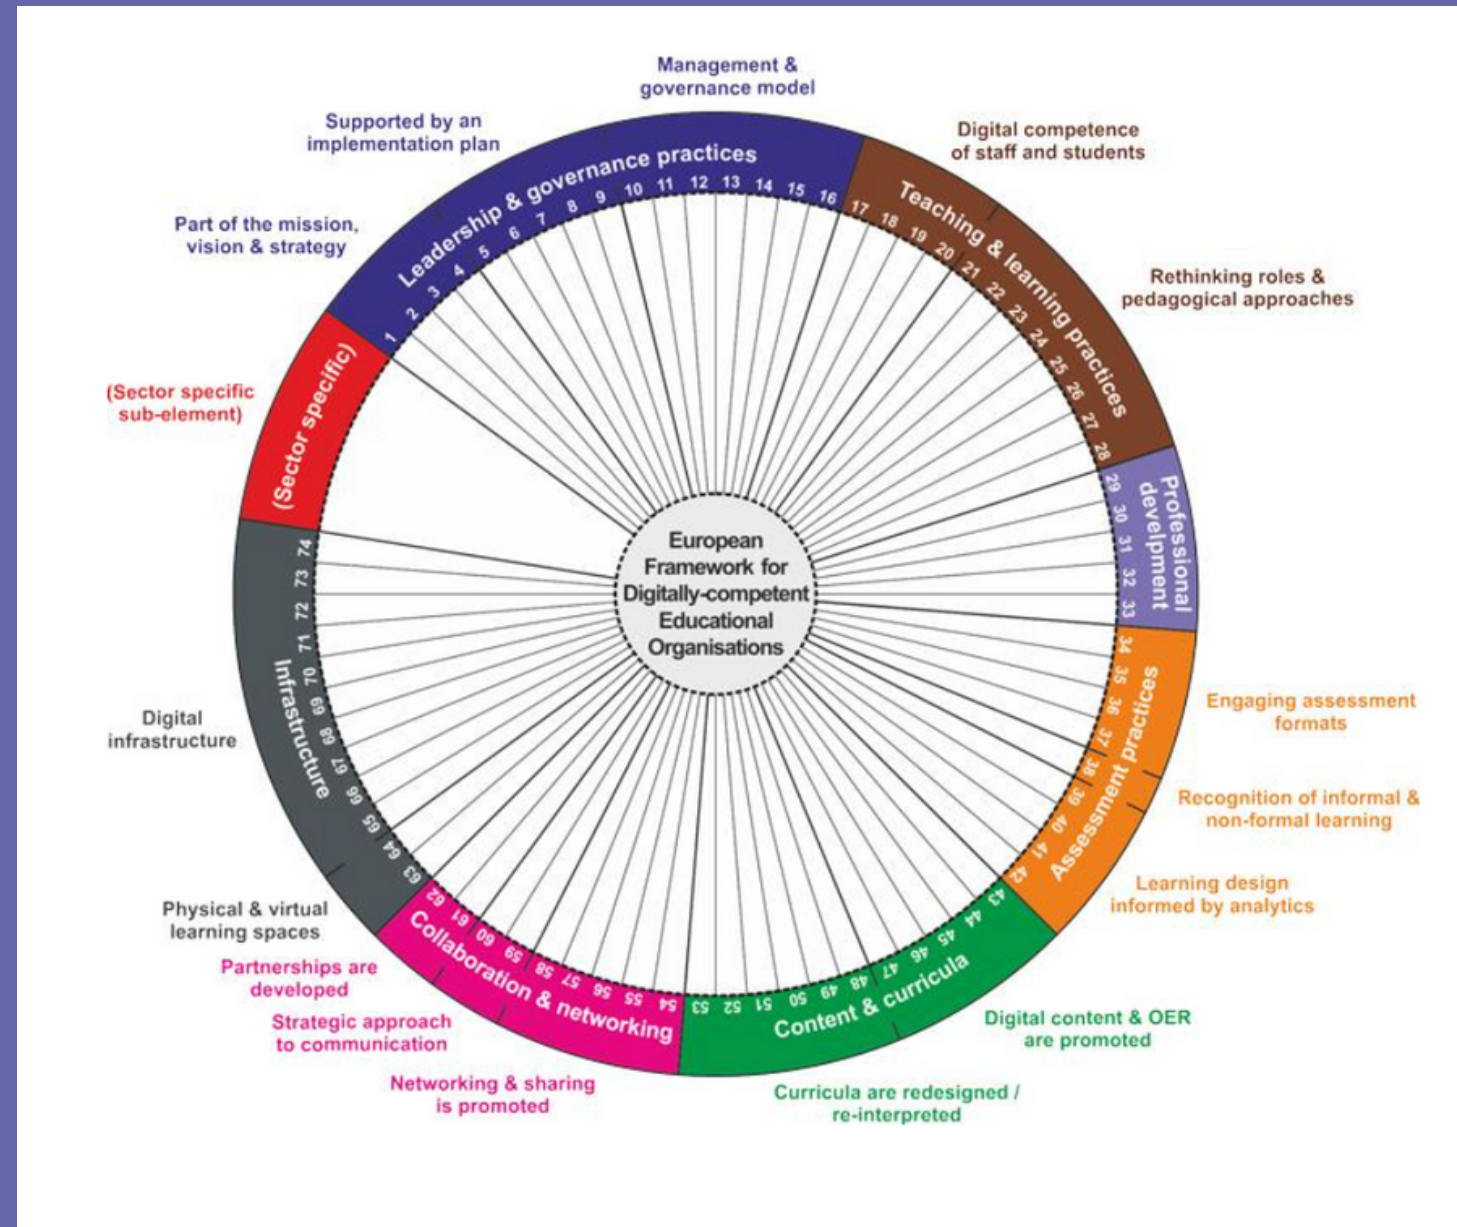 Management &
governance model
Supported by an
implementation plan
Digital competence
of staff and students
Part of the mission,
vision & strategy
Rethinking roles &
pedagogical approaches
(Sector specific
sub-element)
Leadership & governance practices
1 2 3 4 5 6 7 8 9 10 11 12 13 14 15 16
Teaching & learning practices
17 18 19 20 21 22 23 24 25 26 27 28
Professional
develpment
29 30 31 32 33
Assessment practices
34 35 36 37 38 39 40 41 42
Content & curricula
43 44 45 46 47 48 49 50 51 52 53
Collaboration & networking
54 55 56 57 58 59 60 61 62
Infrastructure
63 64 65 66 67 68 69 70 71 72 73 74
(Sector specific)
European
Framework for
Digitally-competent
Educational
Organisations
Engaging assessment
formats
Recognition of informal &
non-formal learning
Learning design
informed by analytics
Digital content & OER
are promoted
Curricula are redesigned /
re-interpreted
Networking & sharing
is promoted
Strategic approach
to communication
Partnerships are
developed
Physical & virtual
learning spaces
Digital
infrastructure